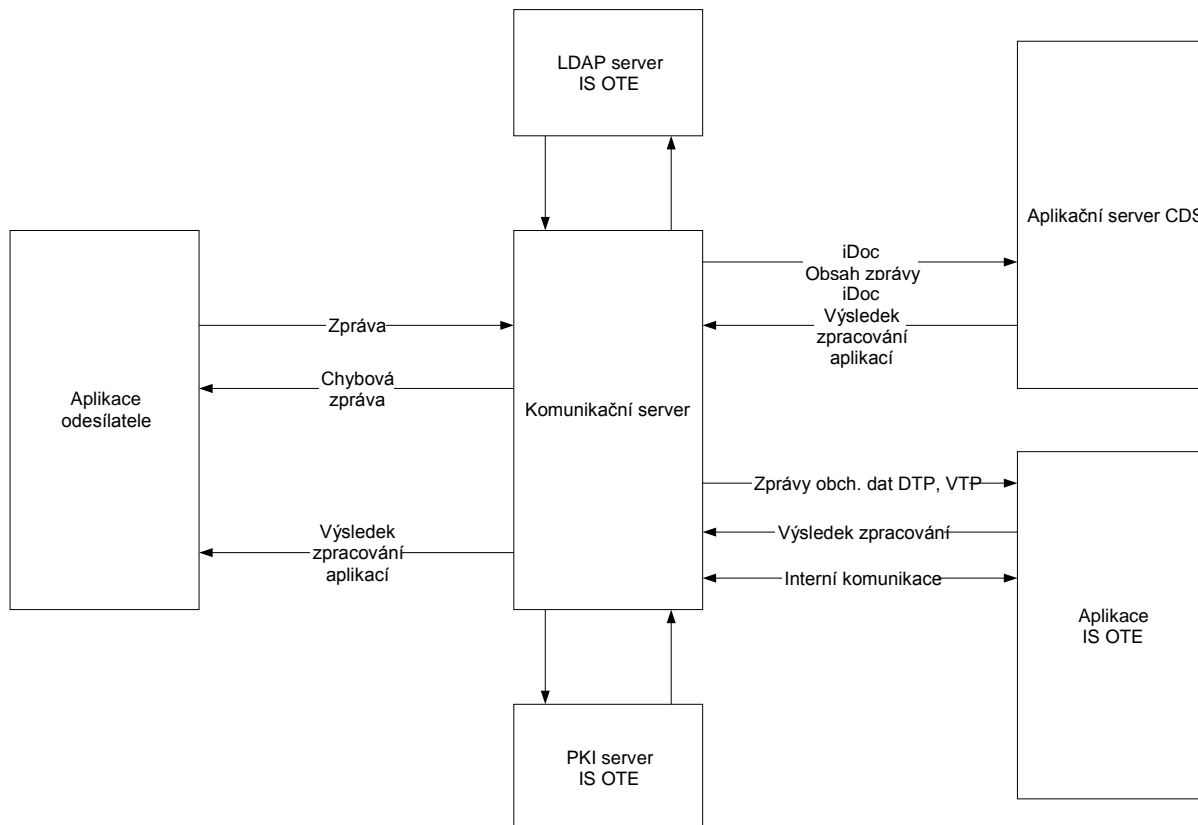 LDAP server
IS OTE
Aplikační server CDS
iDoc
Obsah zprávy
iDoc
Výsledek
zpracování
aplikací
Zpráva
Chybová
zpráva
Aplikace
odesílatele
Komunikační server
Výsledek
zpracování
aplikací
Zprávy obch. dat DTP, VTP
Výsledek zpracování
Interní komunikace
Aplikace
IS OTE
PKI server
IS OTE